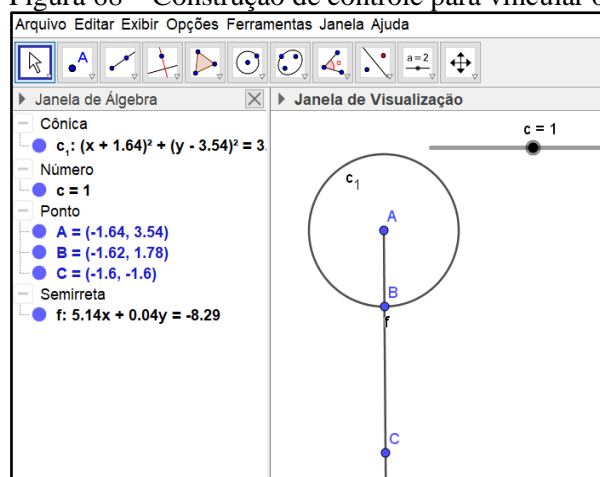 Figura 68 – Construção de controle para vincular o
Arquivo Editar Exibir Opções Ferramentas Janela Ajuda
A
α
a=2
Janela de Álgebra
Cônica
c₁: (x + 1.64)² + (y - 3.54)² = 3.
Número
c = 1
Ponto
A = (-1.64, 3.54)
B = (-1.62, 1.78)
C = (-1.6, -1.6)
Semirreta
f: 5.14x + 0.04y = -8.29
Janela de Visualização
c = 1
c₁
A
B
f
C